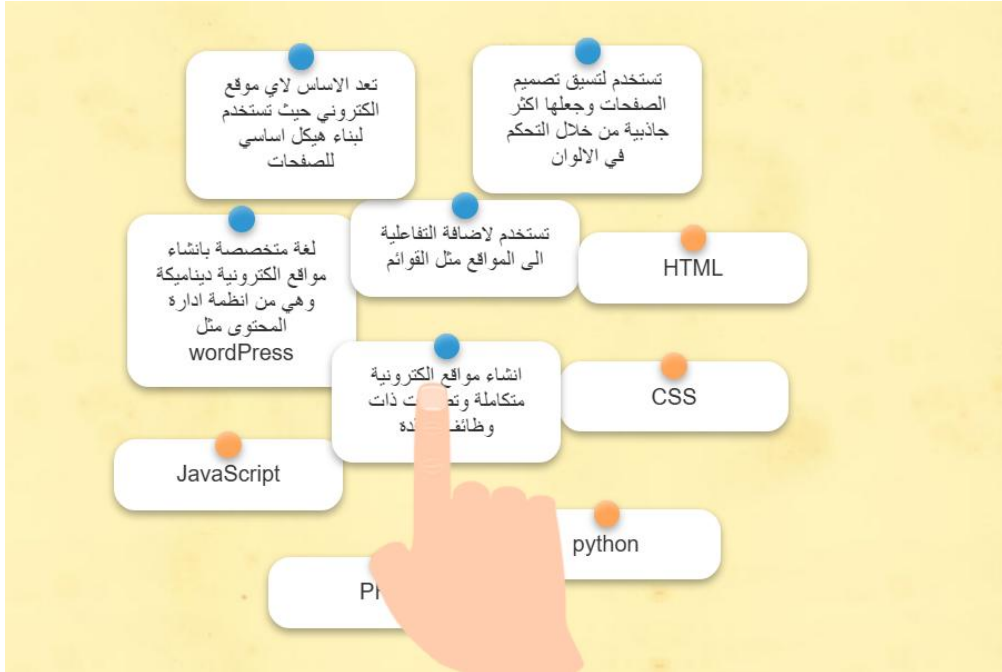 تعد الاساس لاي موقع
الكتروني حيث تستخدم
لبناء هيكل اساسي
للصفحات
تستخدم لتسيق تصميم
الصفحات وجعلها اكثر
جاذبية من خلال التحكم
في الالوان
لغة متخصصة بانشاء
مواقع الكترونية ديناميكة
وهي من انظمة ادارة
المحتوى مثل
wordPress
تستخدم لاضافة التفاعلية
الى المواقع مثل القوائم
HTML
انشاء مواقع الكترونية
متكاملة ذات
CSS
JavaScript
python